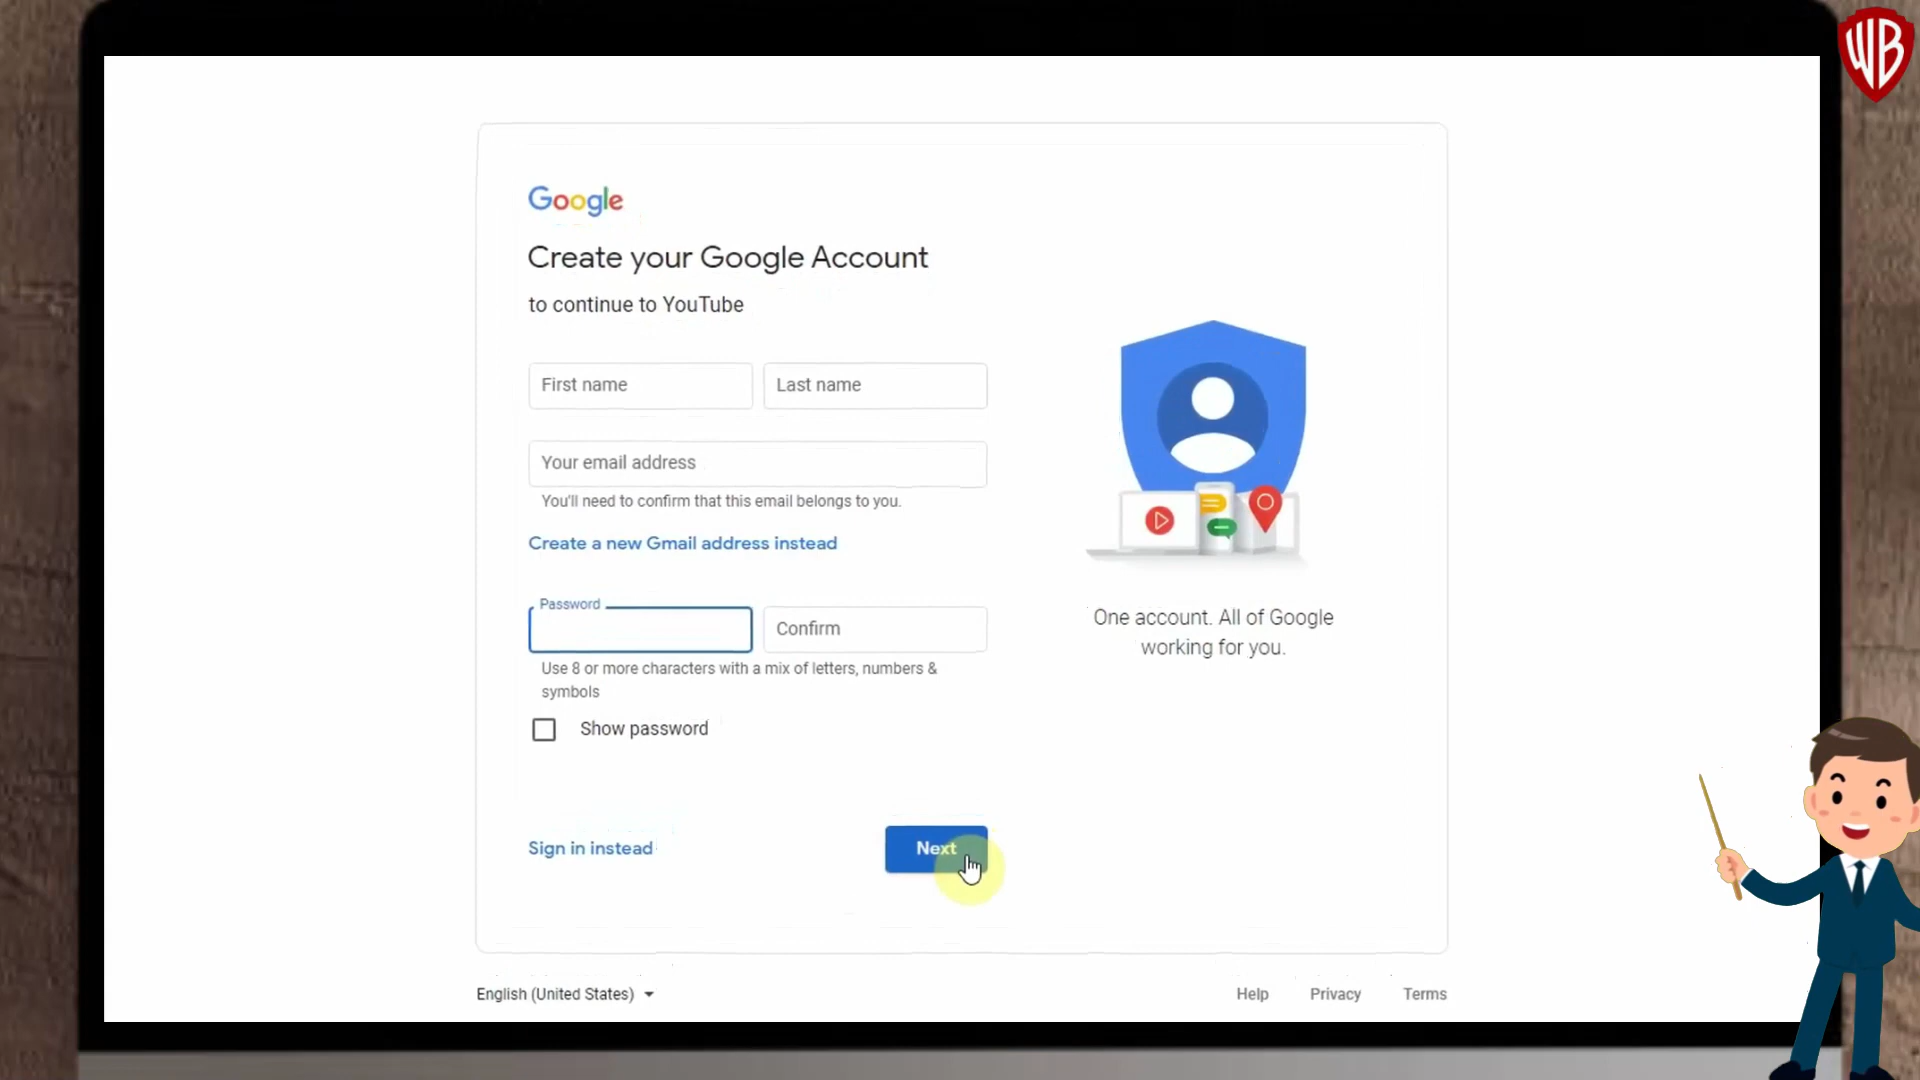 WB
Google
Create your Google Account
to continue to YouTube
First name
Last name
Your email address
You'll need to confirm that this email belongs to you.
Create a new Gmail address instead
Password
Confirm
Use 8 or more characters with a mix of letters, numbers &
symbols
Show password
One account. All of Google
working for you.
Sign in instead
Next
English (United States)
Help
Privacy
Terms